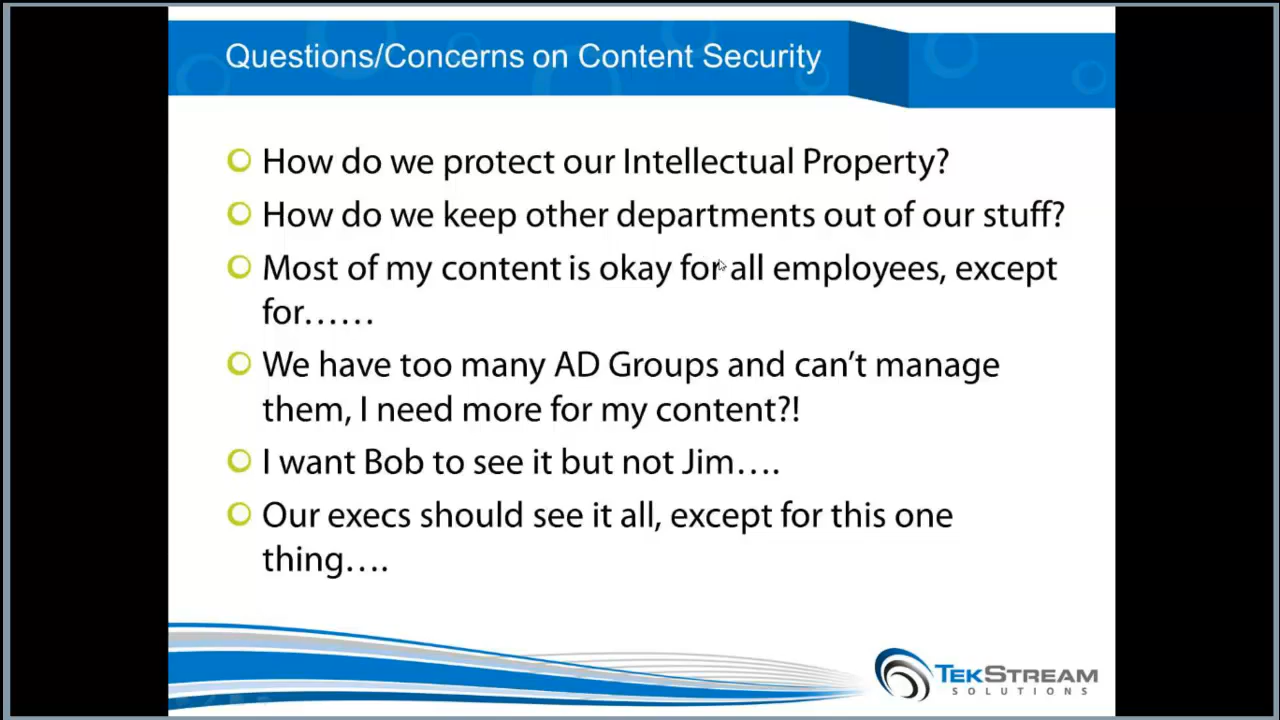 Questions/Concerns on Content Security
How do we protect our Intellectual Property?
How do we keep other departments out of our stuff?
Most of my content is okay for all employees, except
for......
We have too many AD Groups and can't manage
them, I need more for my content?!
I want Bob to see it but not Jim....
Our execs should see it all, except for this one
thing....
TEKSTREAM
SOLUTIONS